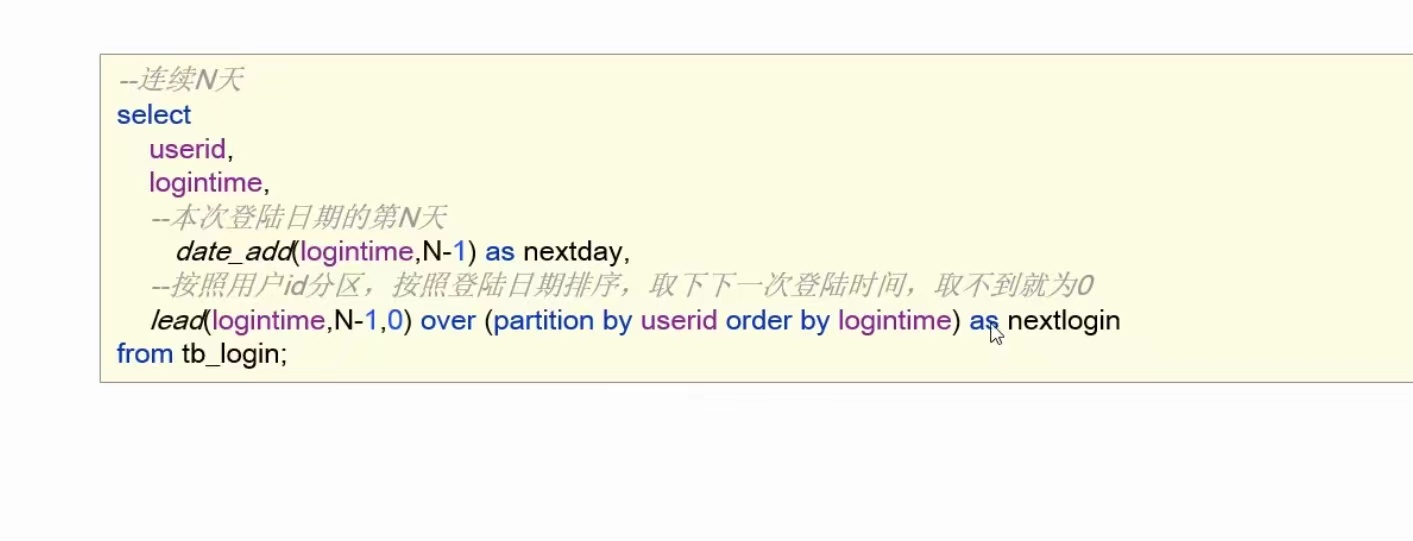 --连续N天
select
userid,
logintime,
--本次登陆日期的第N天
date_add(logintime,N-1) as nextday,
--按照用户id分区，按照登陆日期排序，取下下一次登陆时间，取不到就为0
lead(logintime,N-1,0) over (partition by userid order by logintime) as nextlogin
from tb_login;